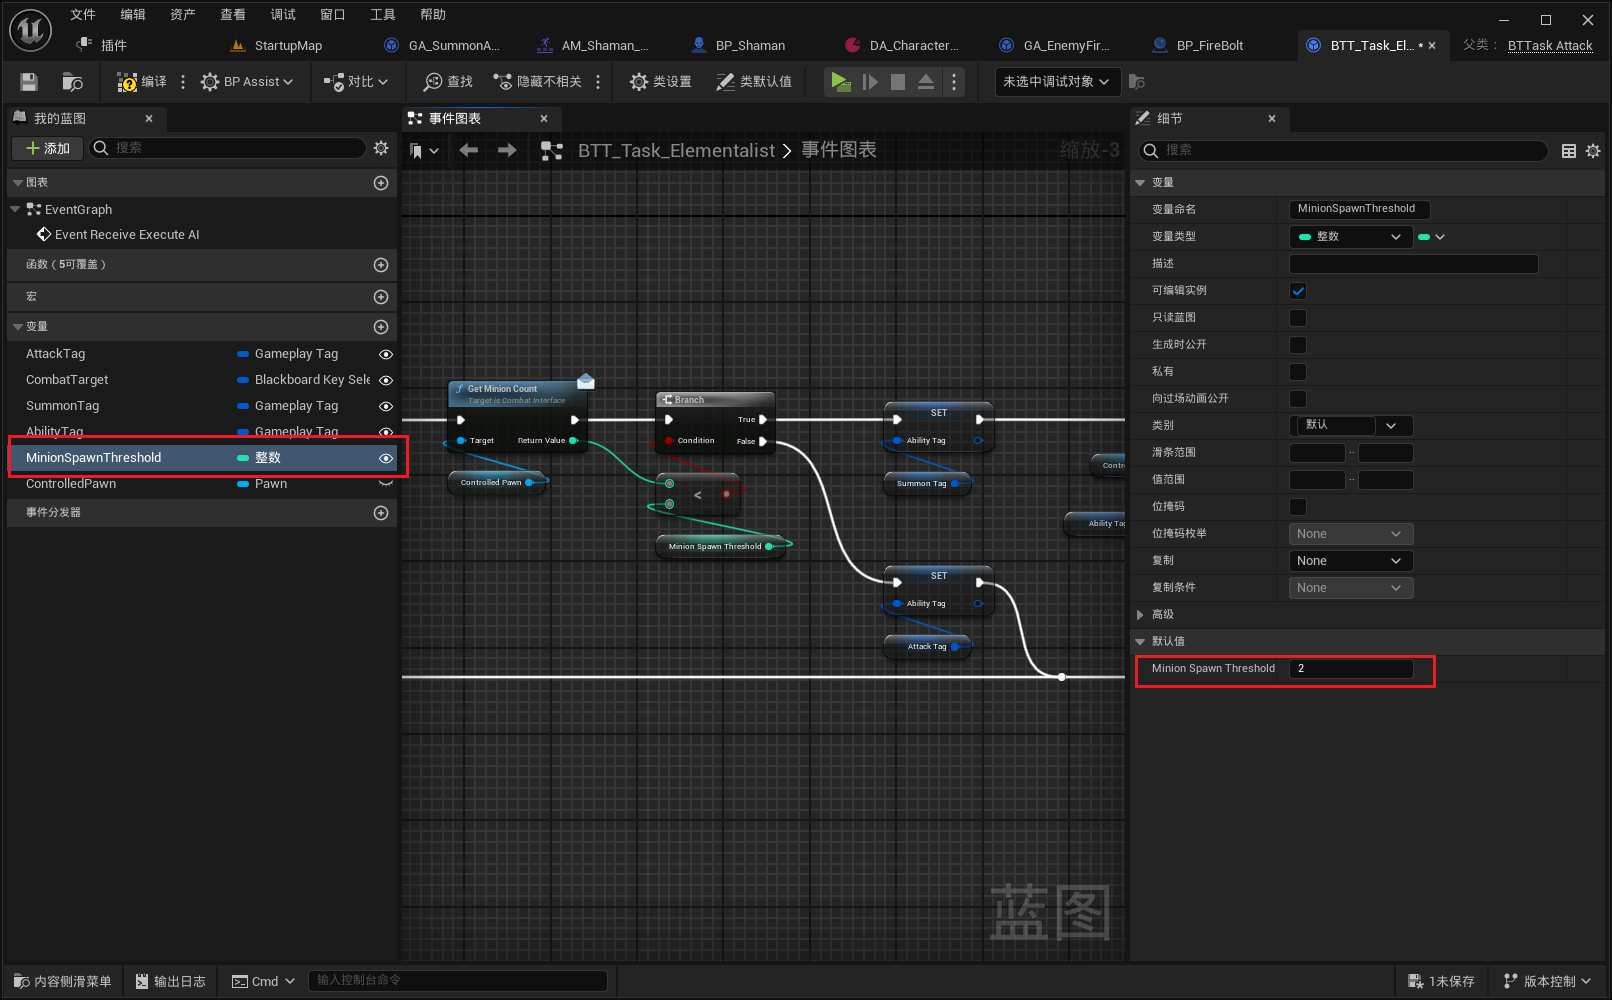 文件 编辑 资产 查看 调试 窗口 工具 帮助
插件 StartupMap GA_SummonA... AM_Shaman_... BP_Shaman DA_Character... GA_EnemyFir... BP_FireBolt BTT_Task_El... * 父类： BTTask Attack
编译 BP Assist 对比 查找 隐藏不相关 类设置 类默认值 未选中调试对象
我的蓝图
添加 搜索
图表
EventGraph
Event Receive Execute AI
函数（5可覆盖）
宏
变量
AttackTag Gameplay Tag
CombatTarget Blackboard Key Sele
SummonTag Gameplay Tag
AbilityTag Gameplay Tag
MinionSpawnThreshold 整数
ControlledPawn Pawn
事件分发器
事件图表
BTT_Task_Elementalist > 事件图表 缩放-3
f Get Minion Count
Target is Combat Interface
Target Return Value
Controlled Pawn
Branch
True
Condition False
<
Minion Spawn Threshold
SET
Ability Tag
Summon Tag
SET
Ability Tag
Attack Tag
Contr
Ability Tag
蓝图
细节
搜索
变量
变量命名 MinionSpawnThreshold
变量类型 整数
描述
可编辑实例
只读蓝图
生成时公开
私有
向过场动画公开
类别 默认
滑条范围 ..
值范围 ..
位掩码
位掩码枚举 None
复制 None
复制条件 None
高级
默认值
Minion Spawn Threshold 2
内容侧滑菜单 输出日志 Cmd 输入控制台命令 1未保存 版本控制